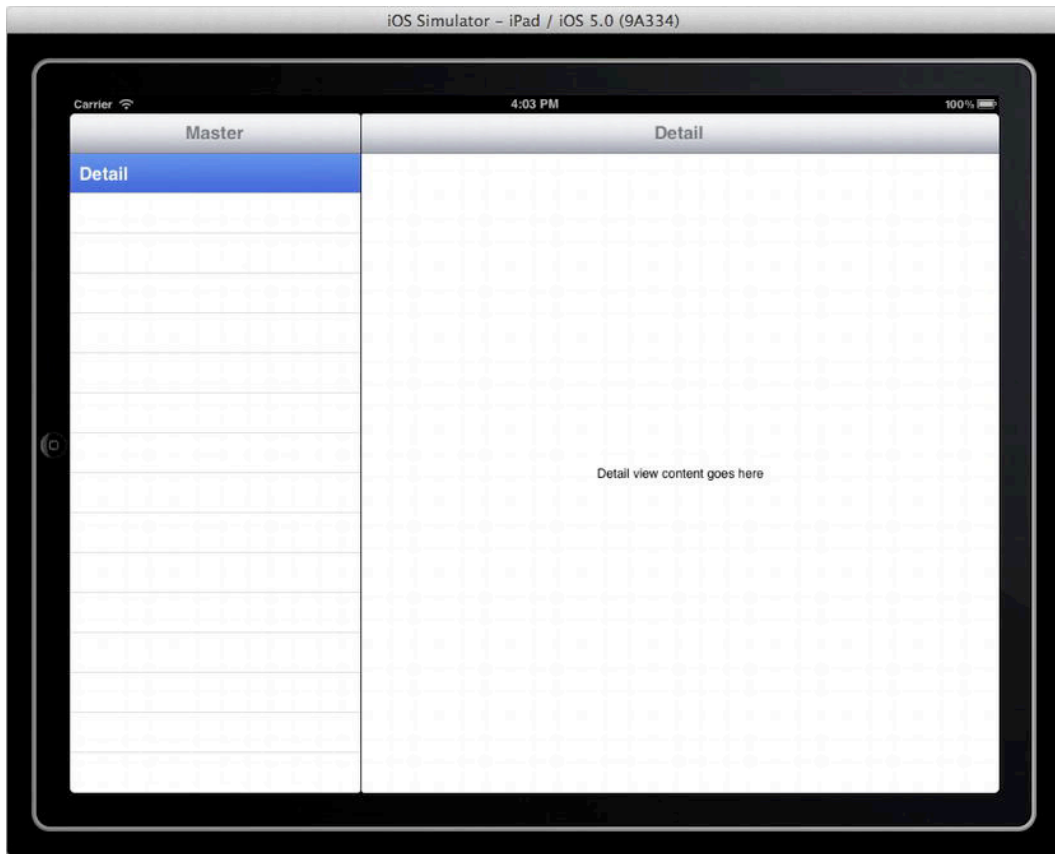 iOS Simulator – iPad / iOS 5.0 (9A334)
Carrier 4:03 PM 100%
Master Detail
Detail
Detail view content goes here